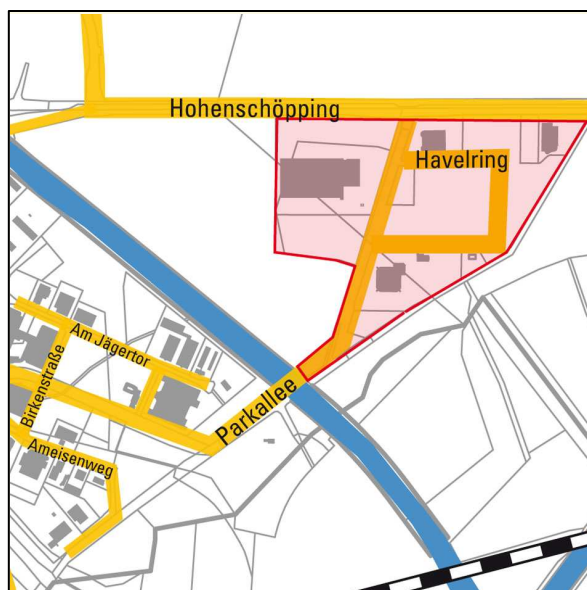 Hohenschöpping
Havelring
Am Jägertor
Birkenstraße
Parkallee
Ameisenweg